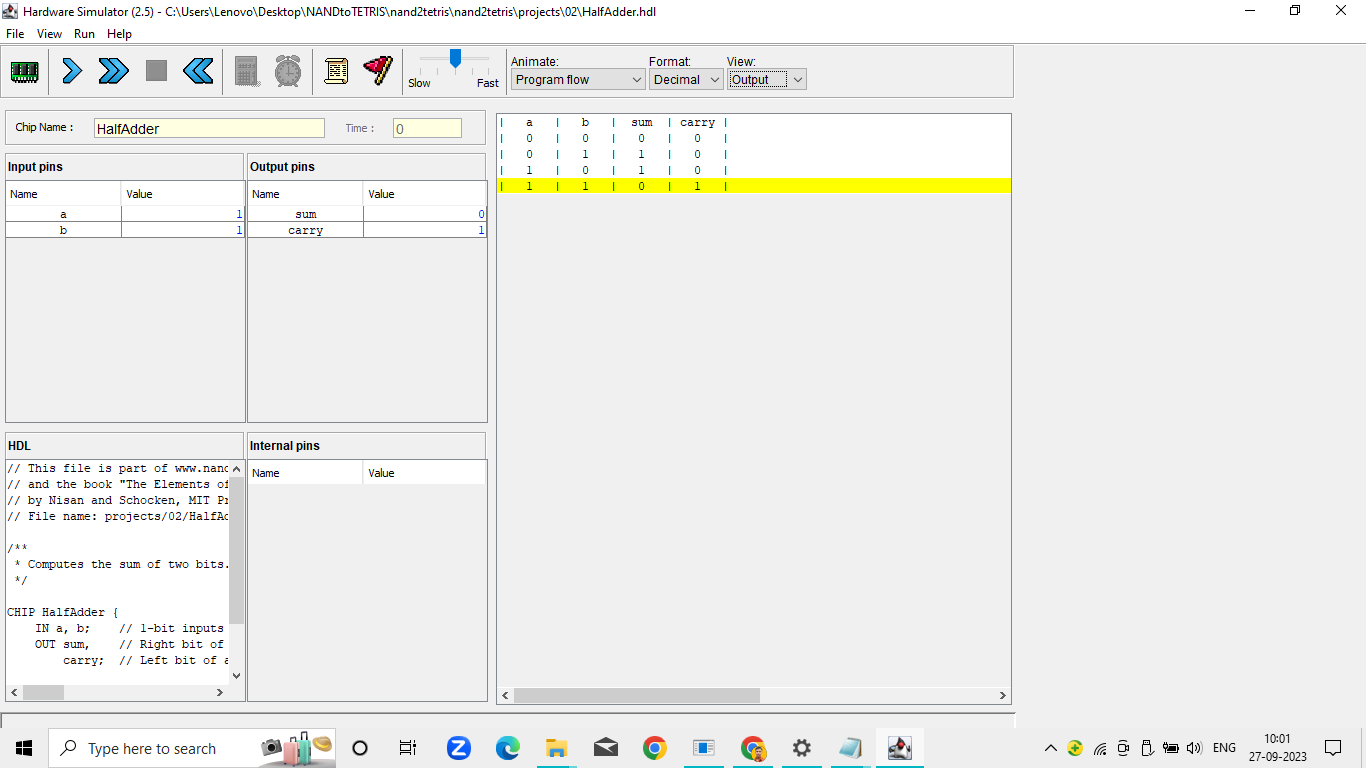 Hardware Simulator (2.5) - C:\Users\Lenovo\Desktop\NANDtoTETRIS\nand2tetris\nand2tetris\projects\02\HalfAdder.hdl
File View Run Help
Slow Fast
Animate: Format: View:
Program flow Decimal Output
Chip Name : HalfAdder Time : 0
Input pins
Name Value
a 1
b 1
Output pins
Name Value
sum 0
carry 1
| a | b | sum | carry |
| 0 | 0 | 0 | 0 |
| 0 | 1 | 1 | 0 |
| 1 | 0 | 1 | 0 |
| 1 | 1 | 0 | 1 |
HDL
// This file is part of www.nand
// and the book "The Elements of
// by Nisan and Schocken, MIT Pr
// File name: projects/02/HalfAd
/**
* Computes the sum of two bits.
*/
CHIP HalfAdder {
IN a, b; // 1-bit inputs
OUT sum, // Right bit of
carry; // Left bit of a
Internal pins
Name Value
Type here to search
ENG
10:01
27-09-2023